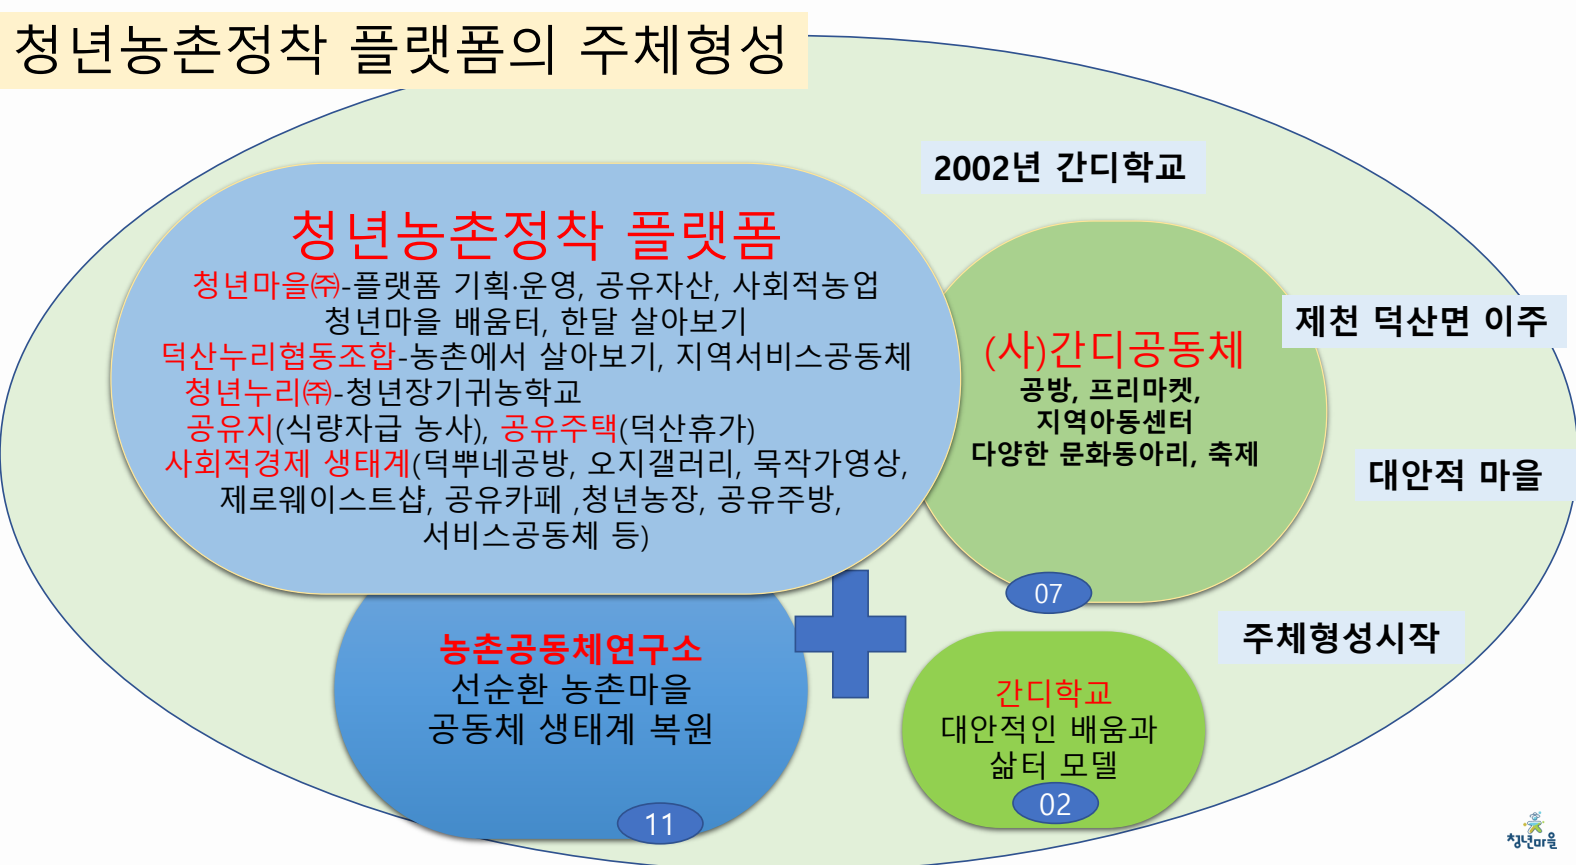 청년농촌정착 플랫폼의 주체형성
2002년 간디학교
청년농촌정착 플랫폼
청년마을㈜-플랫폼 기획·운영, 공유자산, 사회적농업
청년마을 배움터, 한달 살아보기
덕산누리협동조합-농촌에서 살아보기, 지역서비스공동체
청년누리㈜-청년장기귀농학교
공유지(식량자급 농사), 공유주택(덕산휴가)
사회적경제 생태계(덕뿌네공방, 오지갤러리, 묵작가영상,
제로웨이스트샵, 공유카페 ,청년농장, 공유주방,
서비스공동체 등)
(사)간디공동체
공방, 프리마켓,
지역아동센터
다양한 문화동아리, 축제
07
제천 덕산면 이주
대안적 마을
주체형성시작
농촌공동체연구소
선순환 농촌마을
공동체 생태계 복원
11
간디학교
대안적인 배움과
삶터 모델
02
청년마을